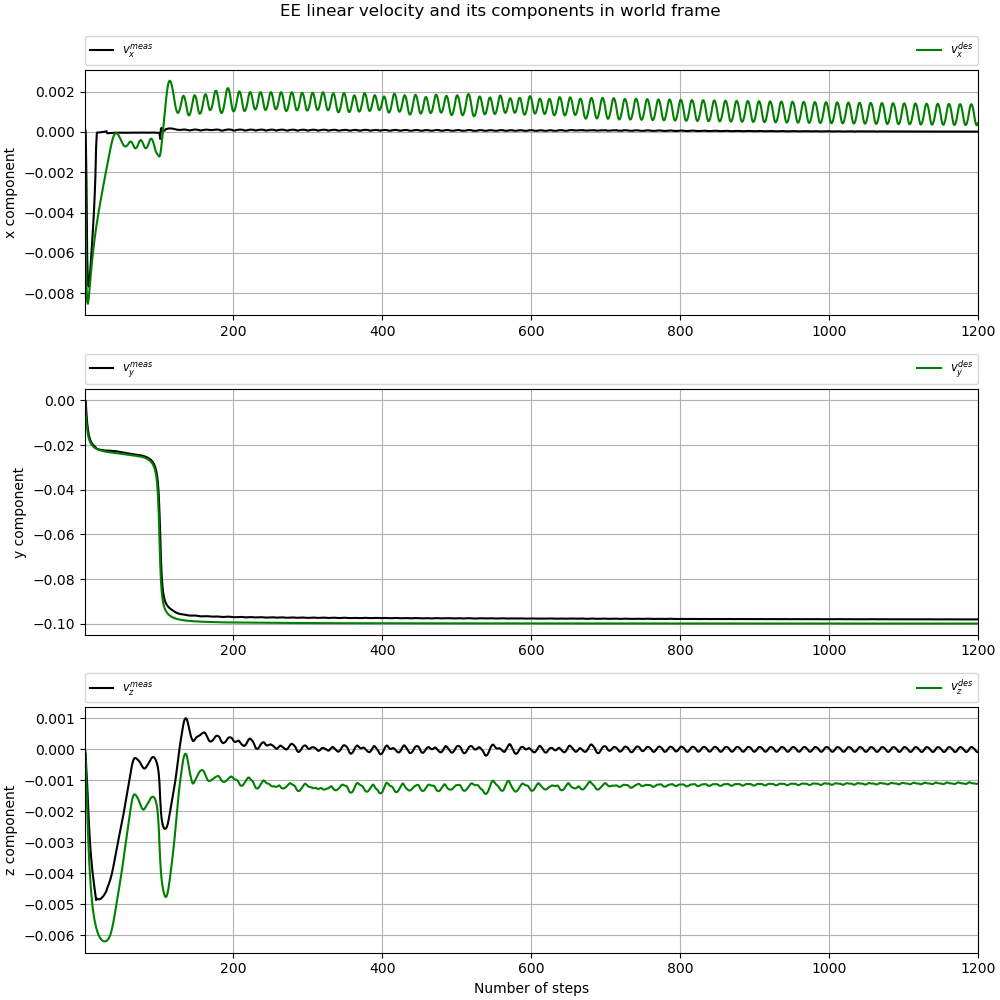 EE linear velocity and its components in world frame
v_x^meas v_x^des
0.002
0.000
−0.002
−0.004
−0.006
−0.008
x component
200 400 600 800 1000 1200
v_y^meas v_y^des
0.00
−0.02
−0.04
−0.06
−0.08
−0.10
y component
200 400 600 800 1000 1200
v_z^meas v_z^des
0.001
0.000
−0.001
−0.002
−0.003
−0.004
−0.005
−0.006
z component
200 400 600 800 1000 1200
Number of steps